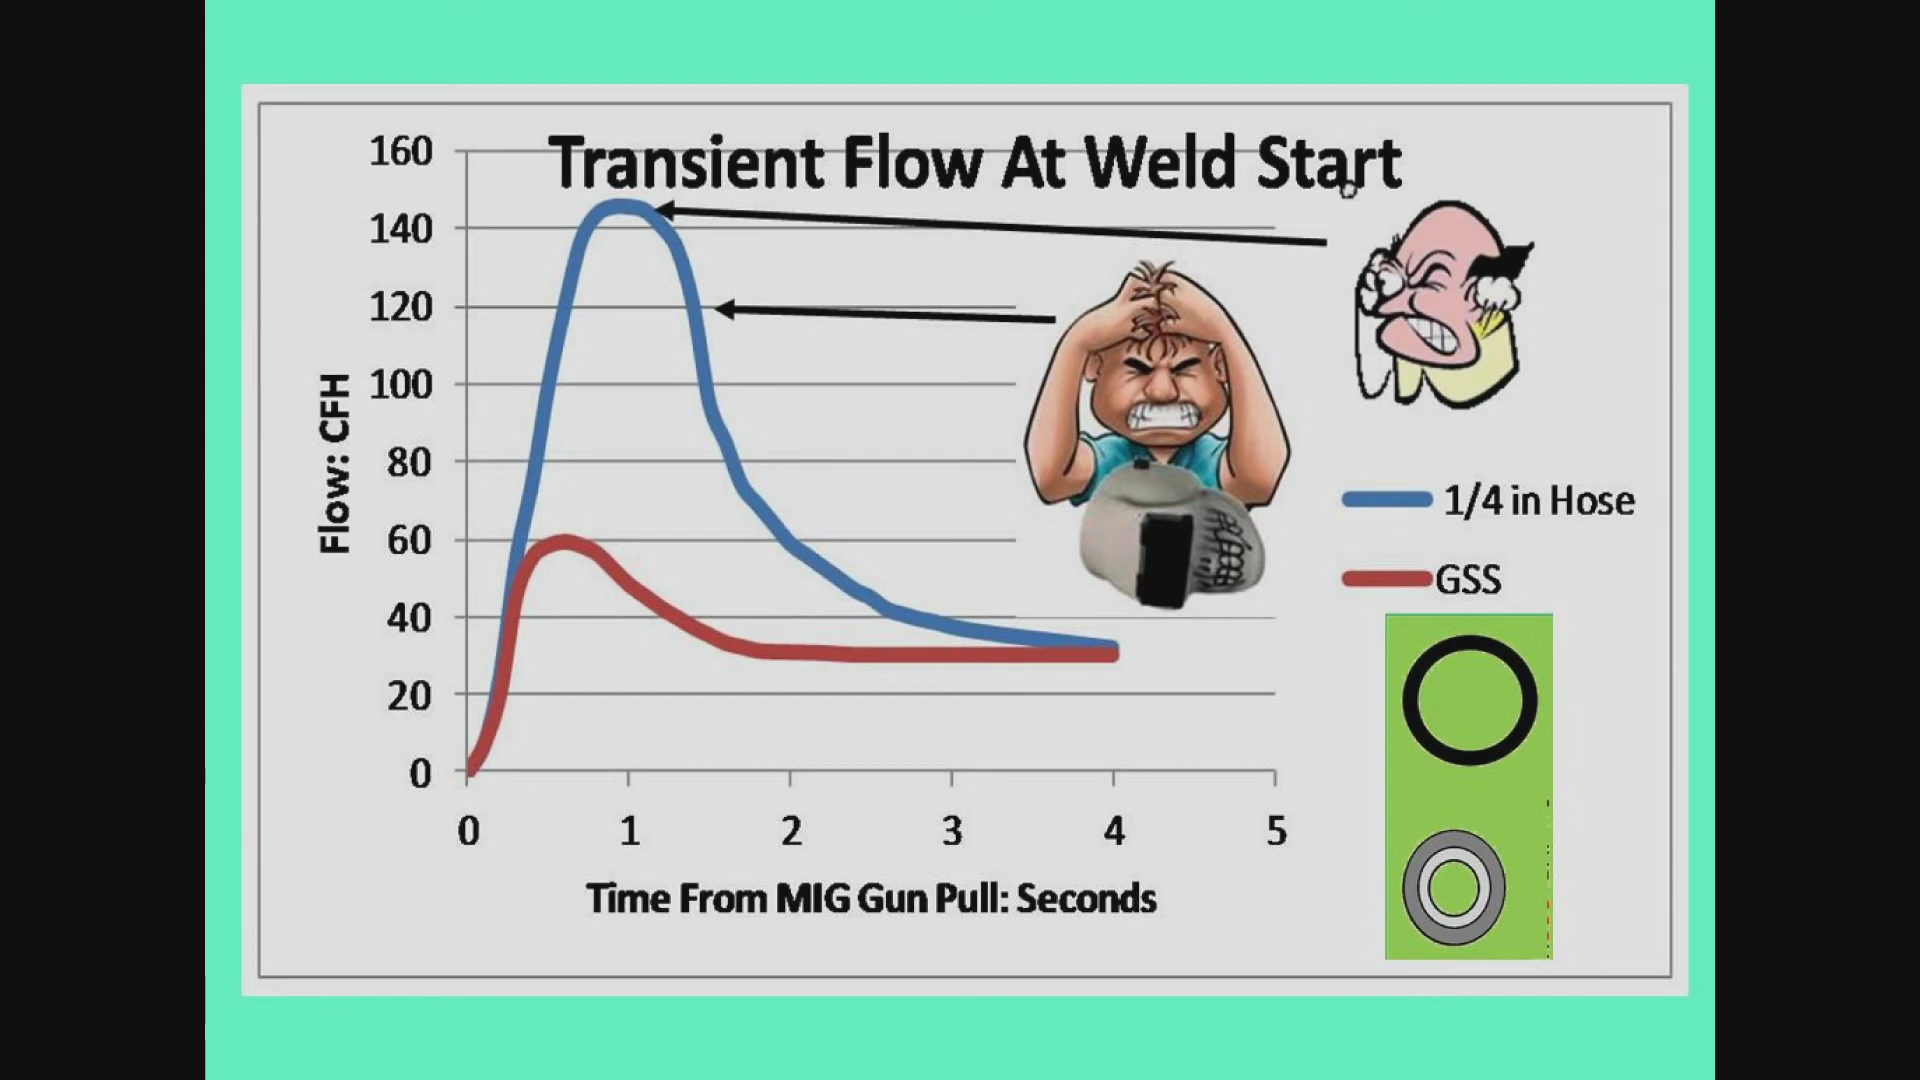 Transient Flow At Weld Start
160
140
120
100
80
60
40
20
0
Flow: CFH
0 1 2 3 4 5
Time From MIG Gun Pull: Seconds
1/4 in Hose
GSS